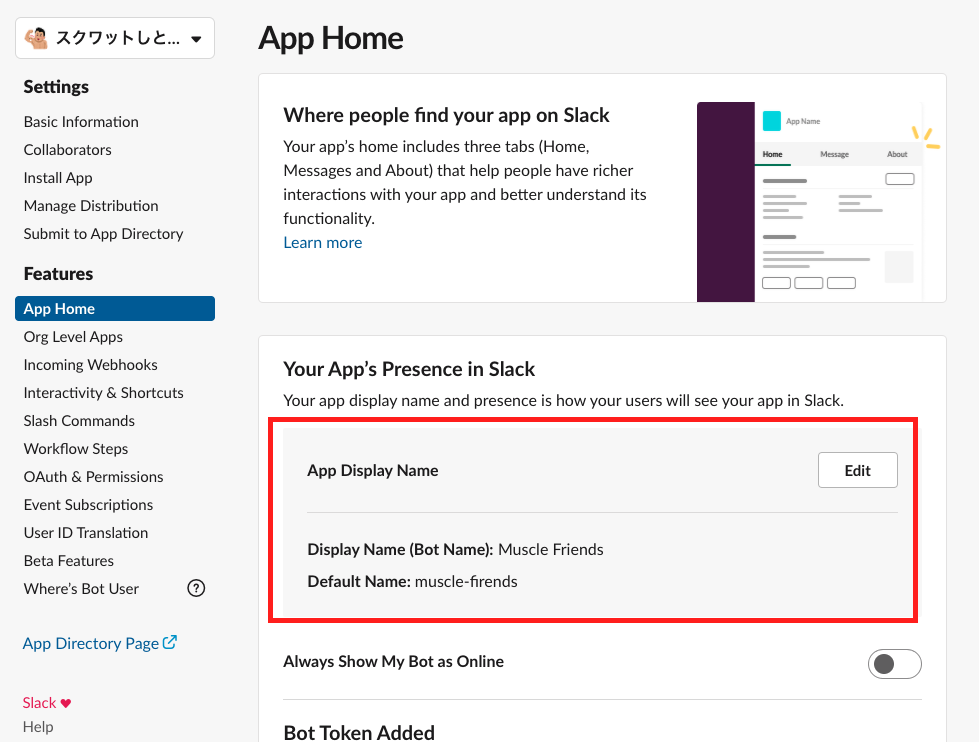 スクワットしと...
Settings
Basic Information
Collaborators
Install App
Manage Distribution
Submit to App Directory
Features
App Home
Org Level Apps
Incoming Webhooks
Interactivity & Shortcuts
Slash Commands
Workflow Steps
OAuth & Permissions
Event Subscriptions
User ID Translation
Beta Features
Where's Bot User ?
App Directory Page
Slack
Help
App Home
Where people find your app on Slack
Your app's home includes three tabs (Home,
Messages and About) that help people have richer
interactions with your app and better understand its
functionality.
Learn more
App Name
Home Message About
Your App's Presence in Slack
Your app display name and presence is how your users will see your app in Slack.
App Display Name Edit
Display Name (Bot Name): Muscle Friends
Default Name: muscle-firends
Always Show My Bot as Online
Bot Token Added